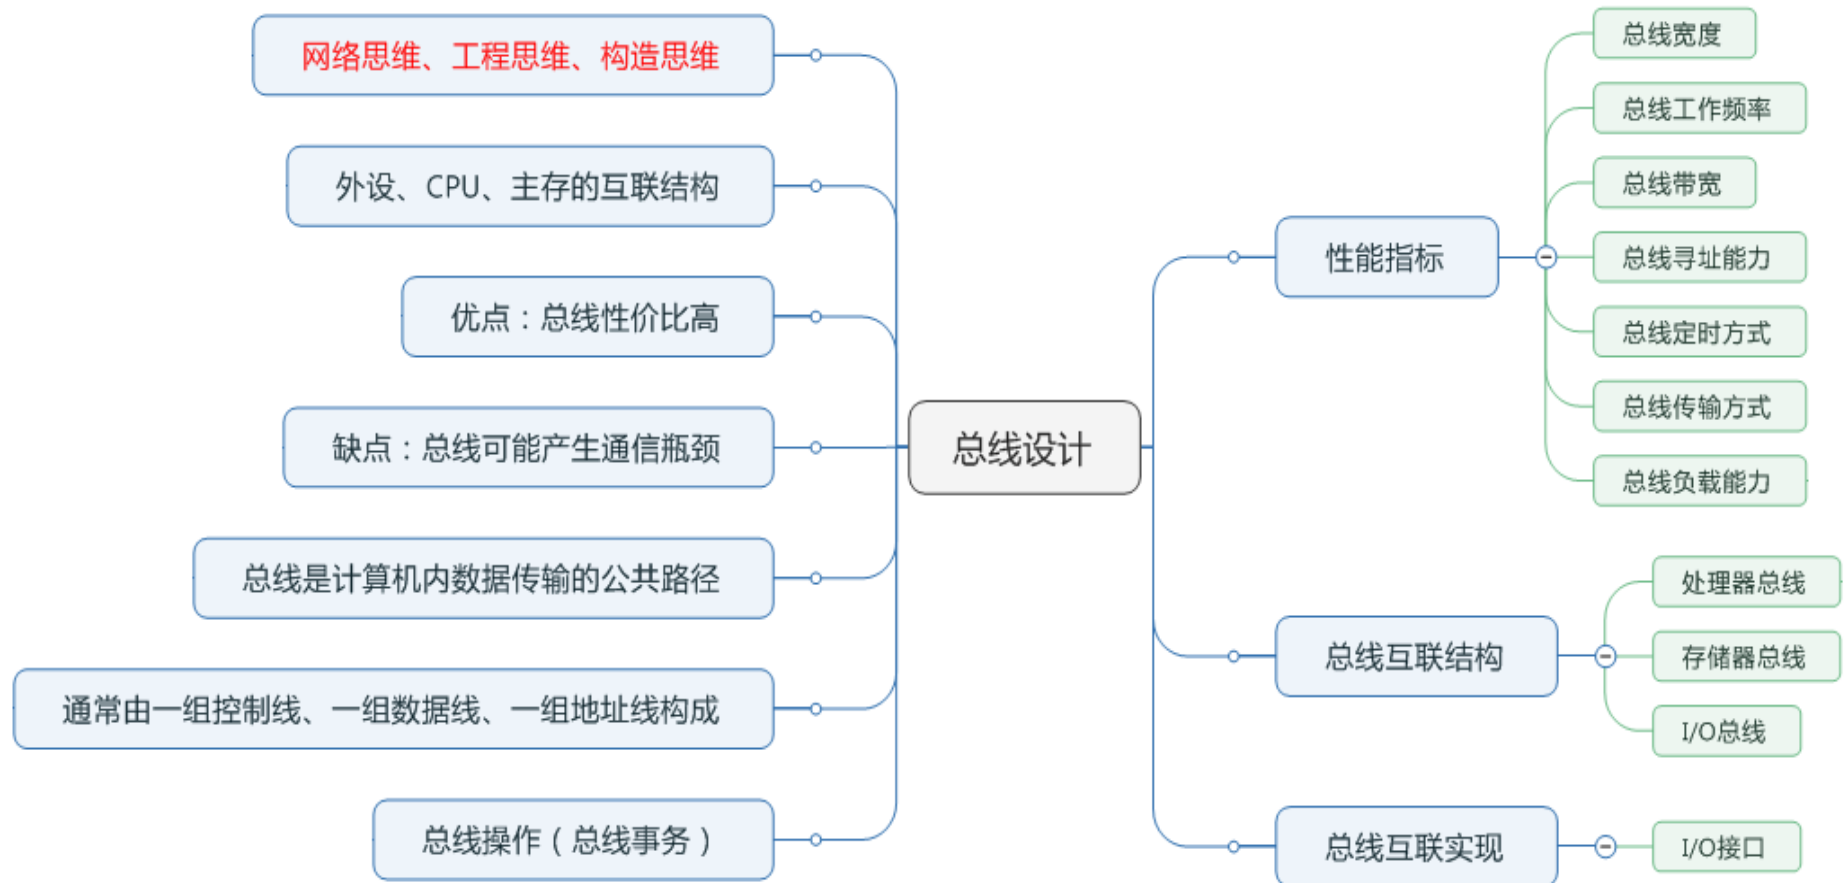 网络思维、工程思维、构造思维
外设、CPU、主存的互联结构
优点：总线性价比高
缺点：总线可能产生通信瓶颈
总线是计算机内数据传输的公共路径
通常由一组控制线、一组数据线、一组地址线构成
总线操作（总线事务）
总线设计
性能指标
总线宽度
总线工作频率
总线带宽
总线寻址能力
总线定时方式
总线传输方式
总线负载能力
总线互联结构
处理器总线
存储器总线
I/O总线
总线互联实现
I/O接口